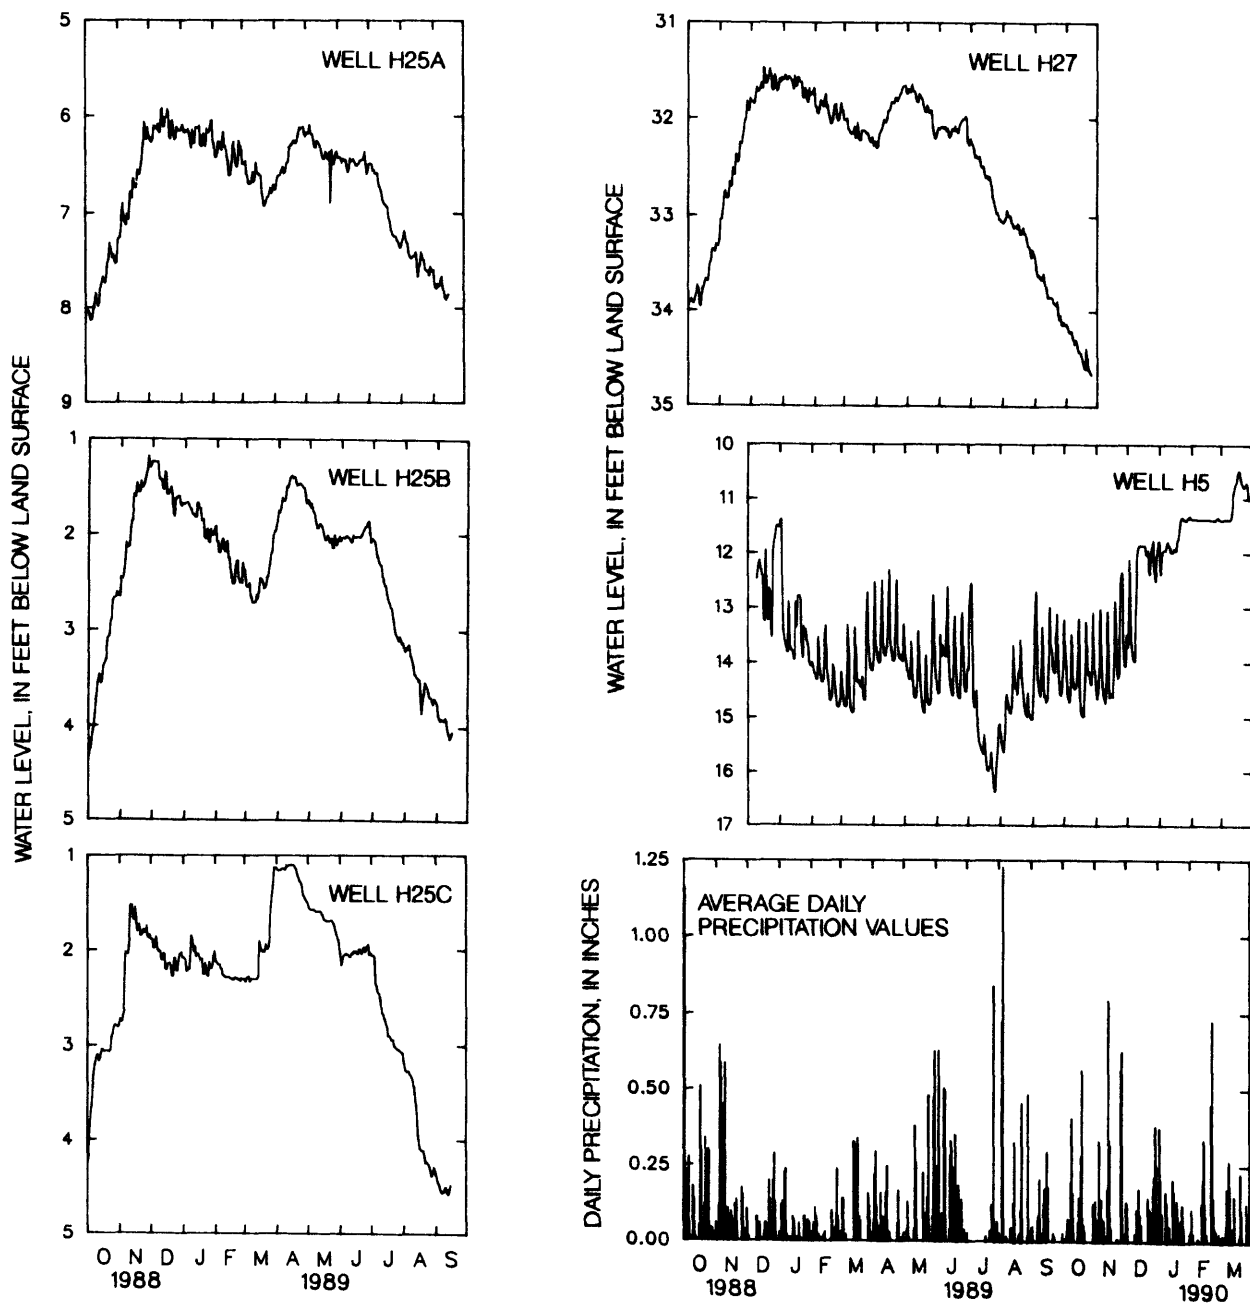 WATER LEVEL, IN FEET BELOW LAND SURFACE
5
6
7
8
9
WELL H25A
1
2
3
4
5
WELL H25B
1
2
3
4
5
WELL H25C
O N D J F M A M J J A S
1988 1989
WATER LEVEL, IN FEET BELOW LAND SURFACE
31
32
33
34
35
WELL H27
10
11
12
13
14
15
16
17
WELL H5
DAILY PRECIPITATION, IN INCHES
1.25
1.00
0.75
0.50
0.25
0.00
AVERAGE DAILY
PRECIPITATION VALUES
O N D J F M A M J J A S O N D J F M
1988 1989 1990